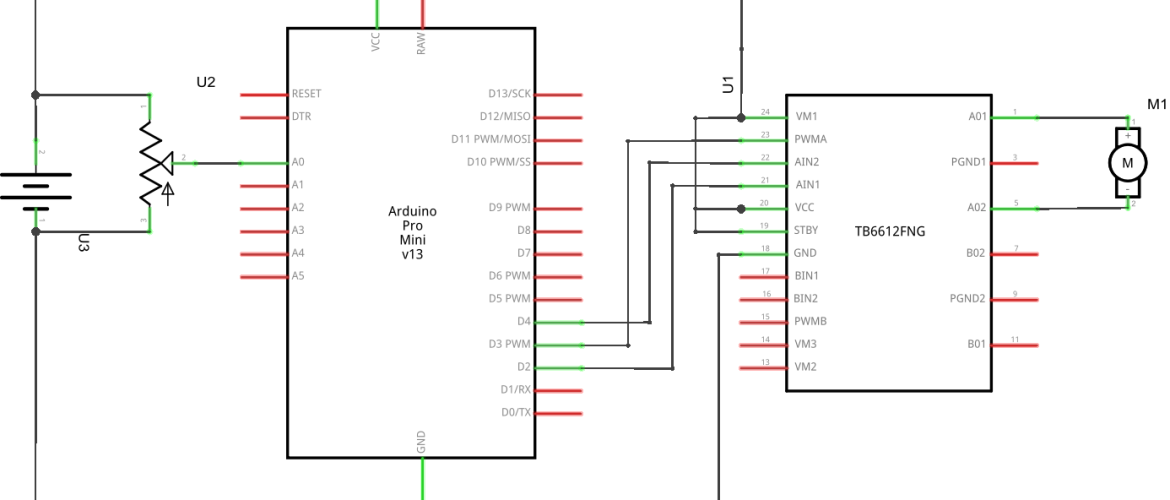 VCC
RAW
U2
RESET
DTR
A0
A1
A2
A3
A4
A5
1
2
3
2
1
U3
Arduino
Pro
Mini
v13
D13/SCK
D12/MISO
D11 PWM/MOSI
D10 PWM/SS
D9 PWM
D8
D7
D6 PWM
D5 PWM
D4
D3 PWM
D2
D1/RX
D0/TX
GND
U1
24 VM1
23 PWMA
22 AIN2
21 AIN1
20 VCC
19 STBY
18 GND
17 BIN1
16 BIN2
15 PWMB
14 VM3
13 VM2
TB6612FNG
A01 1
PGND1 3
A02 5
B02 7
PGND2 9
B01 11
M1
1
+
M
-
2